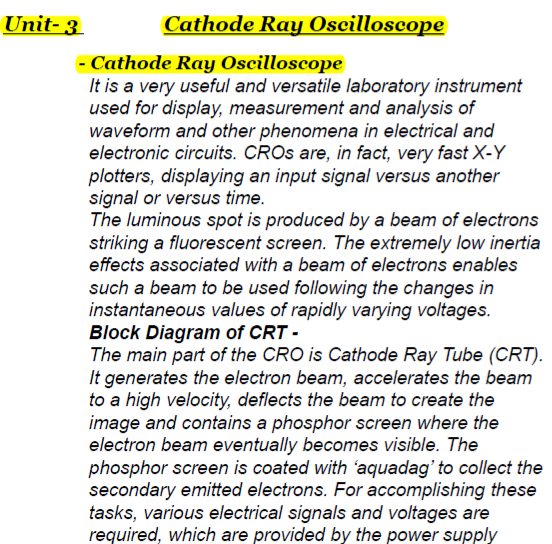 Unit- 3 Cathode Ray Oscilloscope
- Cathode Ray Oscilloscope
It is a very useful and versatile laboratory instrument
used for display, measurement and analysis of
waveform and other phenomena in electrical and
electronic circuits. CROs are, in fact, very fast X-Y
plotters, displaying an input signal versus another
signal or versus time.
The luminous spot is produced by a beam of electrons
striking a fluorescent screen. The extremely low inertia
effects associated with a beam of electrons enables
such a beam to be used following the changes in
instantaneous values of rapidly varying voltages.
Block Diagram of CRT -
The main part of the CRO is Cathode Ray Tube (CRT).
It generates the electron beam, accelerates the beam
to a high velocity, deflects the beam to create the
image and contains a phosphor screen where the
electron beam eventually becomes visible. The
phosphor screen is coated with ‘aquadag’ to collect the
secondary emitted electrons. For accomplishing these
tasks, various electrical signals and voltages are
required, which are provided by the power supply